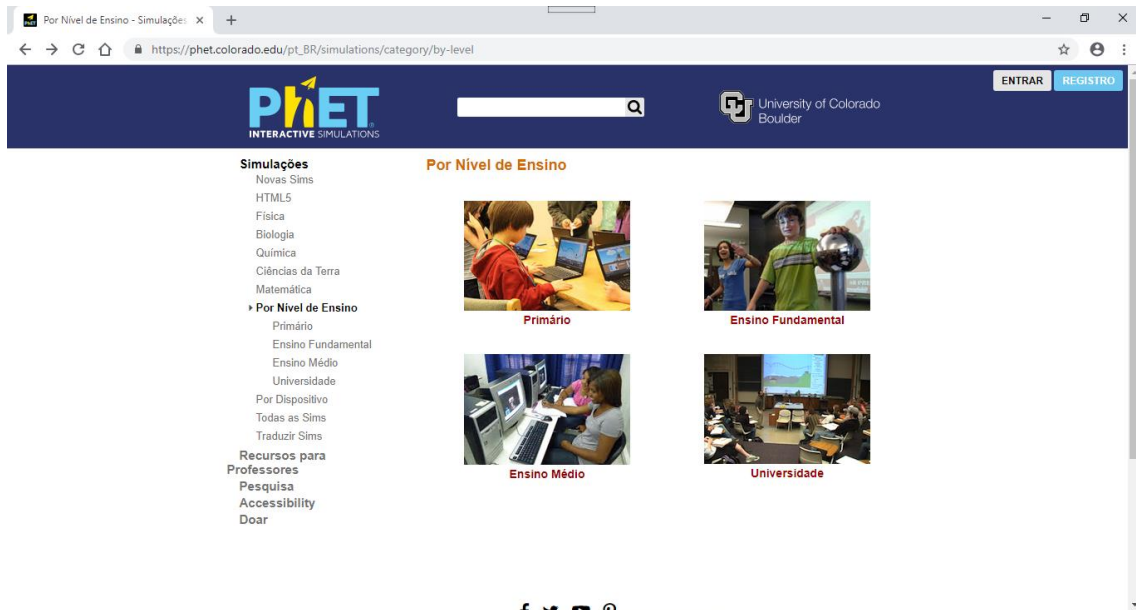 Por Nível de Ensino - Simulações
https://phet.colorado.edu/pt_BR/simulations/category/by-level
ENTRAR REGISTRO
PhET
INTERACTIVE SIMULATIONS
CU University of Colorado
Boulder
Simulações
Novas Sims
HTML5
Física
Biologia
Química
Ciências da Terra
Matemática
Por Nível de Ensino
Primário
Ensino Fundamental
Ensino Médio
Universidade
Por Dispositivo
Todas as Sims
Traduzir Sims
Recursos para
Professores
Pesquisa
Accessibility
Doar
Por Nível de Ensino
Primário
Ensino Fundamental
Ensino Médio
Universidade